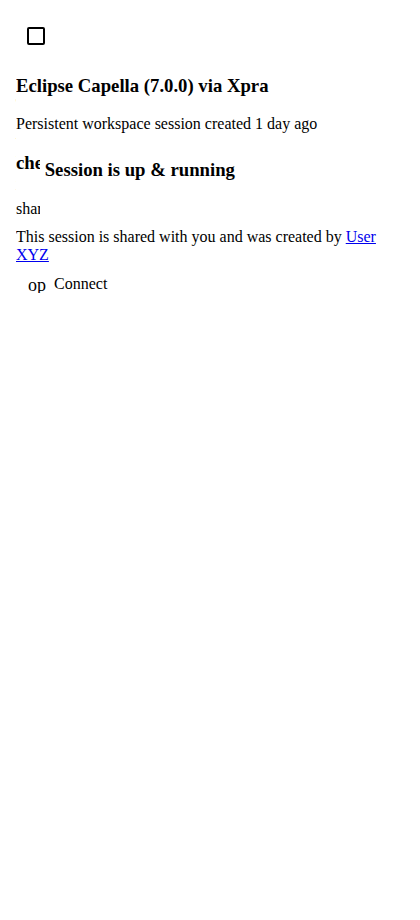 Eclipse Capella (7.0.0) via Xpra
Persistent workspace session created 1 day ago
che Session is up & running
shar
This session is shared with you and was created by User
XYZ
op Connect